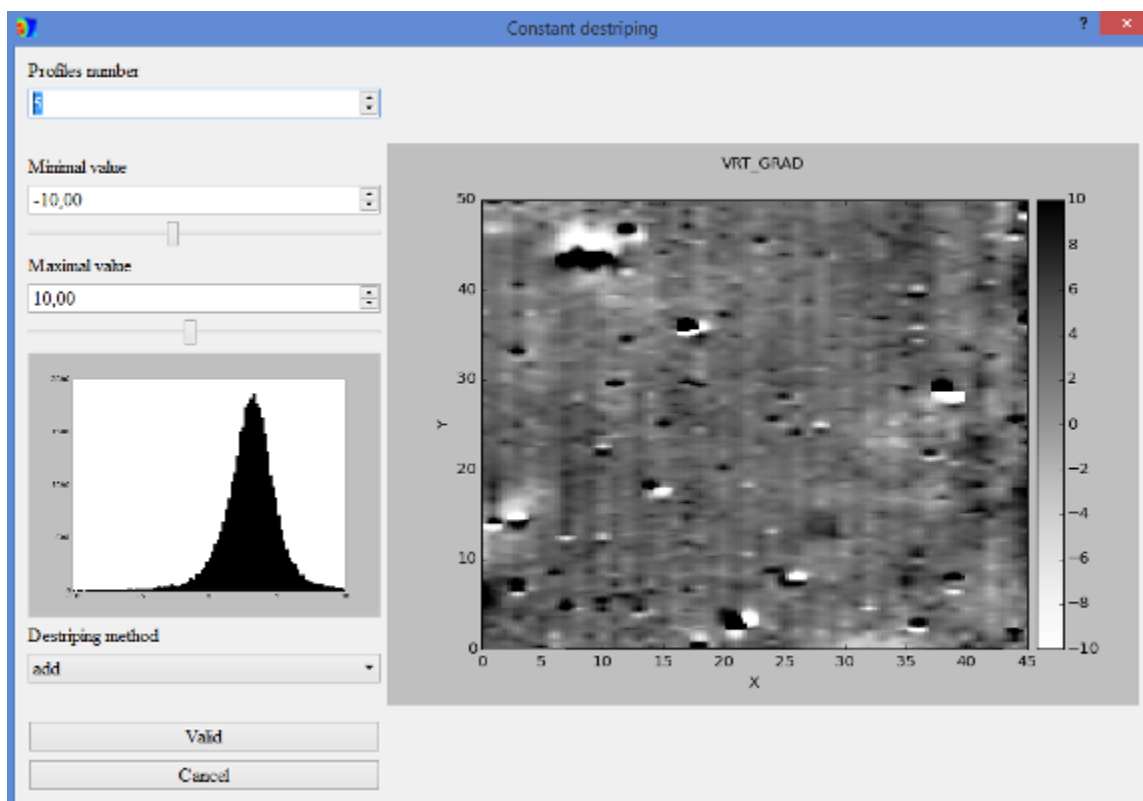 Constant destriping
?
×
Profiles number
5
Minimal value
-10,00
Maximal value
10,00
Destriping method
add
Valid
Cancel
VRT_GRAD
50
40
30
20
10
0
Y
0 5 10 15 20 25 30 35 40 45
X
10
8
6
4
2
0
−2
−4
−6
−8
−10